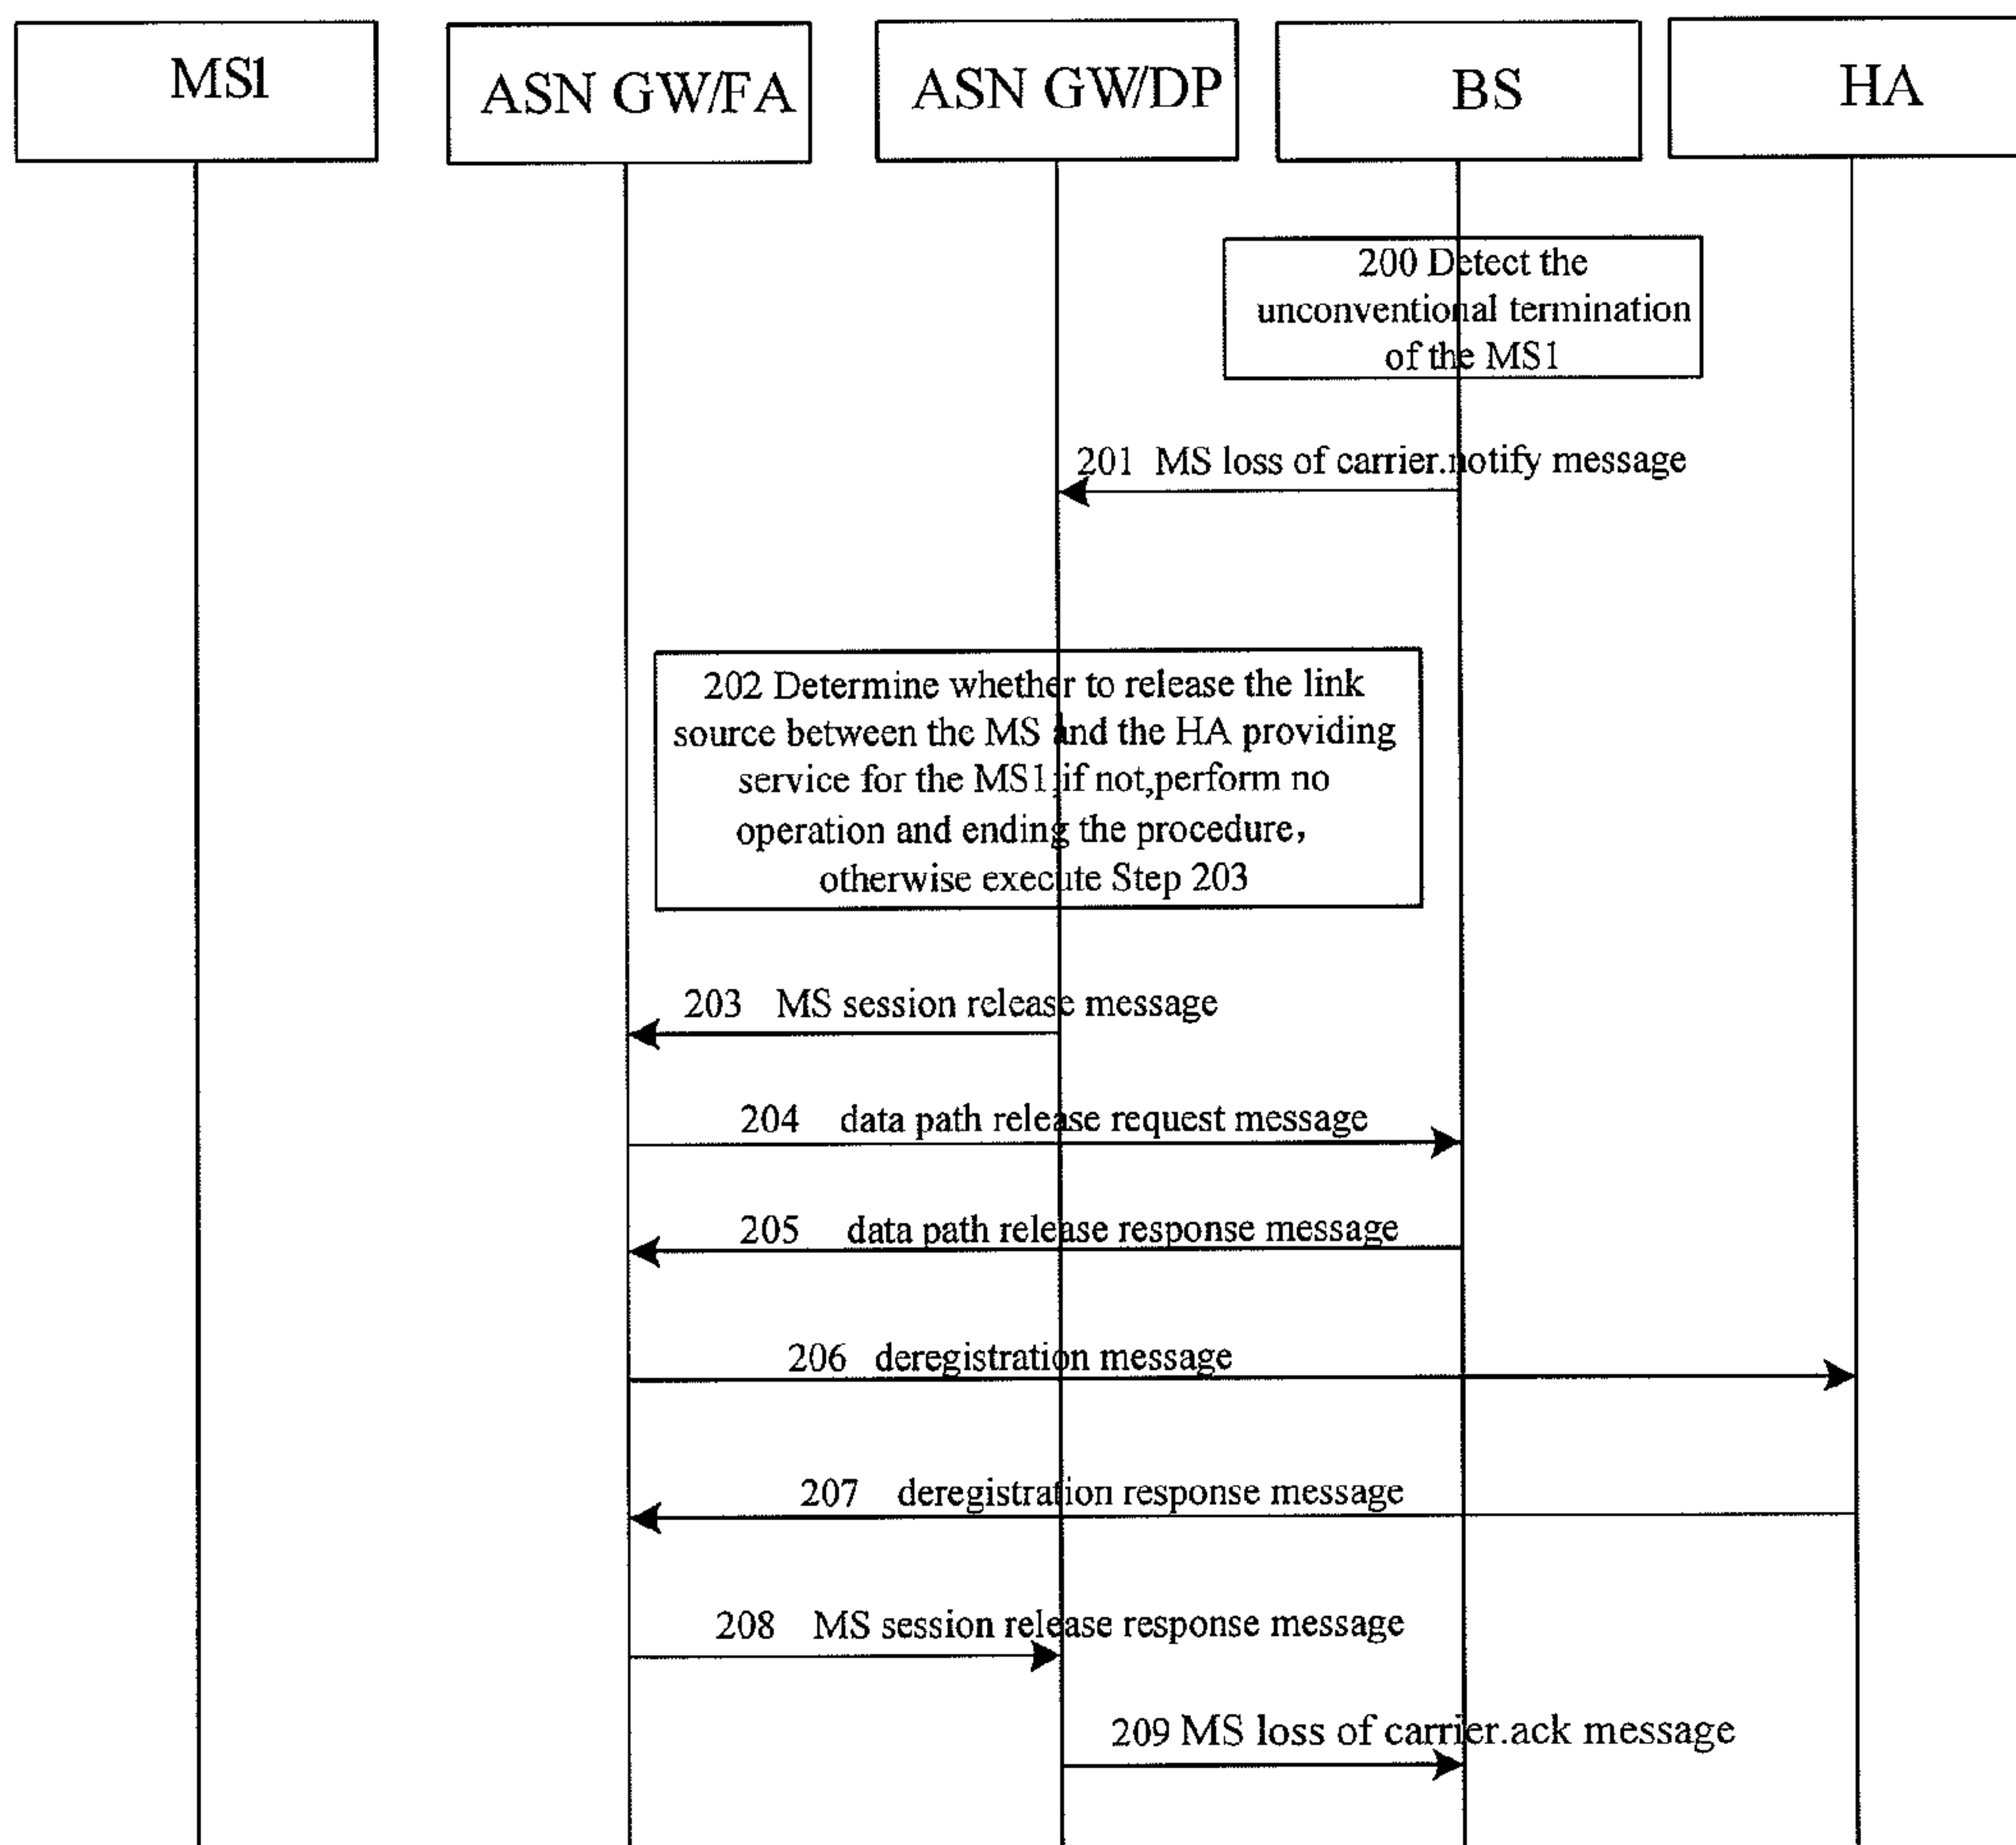 MS1
ASN GW/FA
ASN GW/DP
BS
HA
200 Detect the
unconventional termination
of the MS1
201 MS loss of carrier.notify message
202 Determine whether to release the link
source between the MS and the HA providing
service for the MS1,if not,perform no
operation and ending the procedure,
otherwise execute Step 203
203 MS session release message
204 data path release request message
205 data path release response message
206 deregistration message
207 deregistration response message
208 MS session release response message
209 MS loss of carrier.ack message